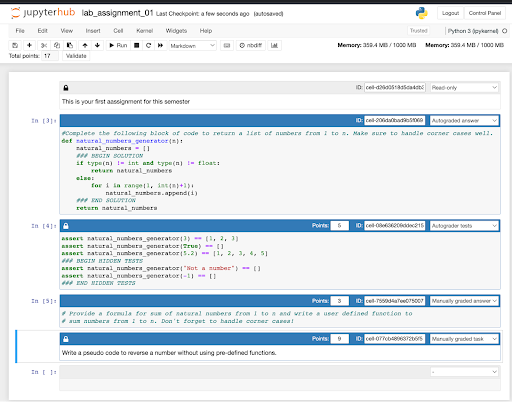 jupyterhub lab_assignment_01 Last Checkpoint: a few seconds ago (autosaved) Logout Control Panel
File Edit View Insert Cell Kernel Widgets Help Trusted Python 3 (ipykernel)
Run Markdown nbdiff Memory: 359.4 MB / 1000 MB Memory: 359.4 MB / 1000 MB
Total points: 17 Validate
ID: Read-only
This is your first aassignment for this semester
In [3]: ID: cell-206da0bad9b5f069 Autograded answer
#Complete the following block of code to return a list of numbers from 1 to n. Make sure to handle corner cases well.
def natural_numbers_generator(n):
natural_numbers = []
### BEGIN SOLUTION
if type(n) != int and type(n) != float:
return natural_numbers
else:
for i in range(1, int(n)+1):
natural_numbers.append(i)
### END SOLUTION
return natural_numbers
In [4]: Points: 5 ID: cell-08e636209ddec215 Autograder tests
assert natural_numbers_generator(3) == [1, 2, 3]
assert natural_numbers_generator(True) == []
assert natural_numbers_generator(5.2) == [1, 2, 3, 4, 5]
### BEGIN HIDDEN TESTS
assert natural_numbers_generator("Not a number") == []
assert natural_numbers_generator(-1) == []
### END HIDDEN TESTS
In [5]: Points: 3 ID: cell-7559d4a7ee075007 Manually graded answer
# Provide a formula for sum of natural numbers from 1 to n and write a user defined function to
# sum numbers from 1 to n. Don't forget to handle corner cases!
Points: 9 ID: Manually graded task
Write a pseudo code to reverse a number without using pre-defined functions.
In [ ]: -